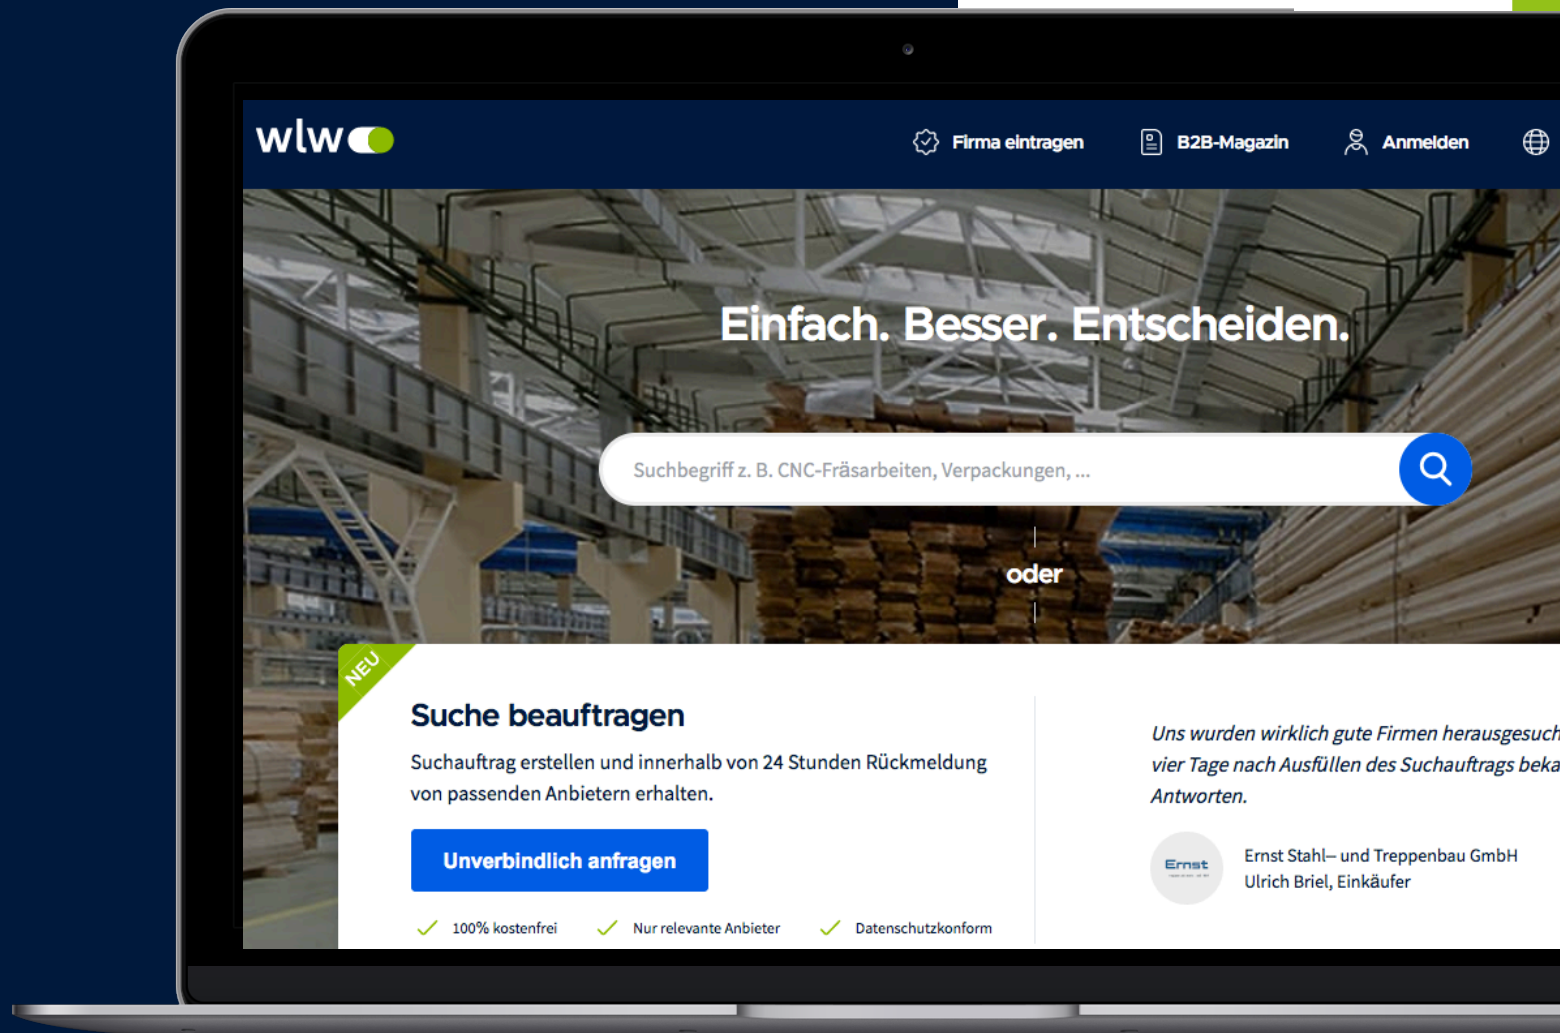 wlw
Firma eintragen
B2B-Magazin
Anmelden
Einfach. Besser. Entscheiden.
Suchbegriff z. B. CNC-Fräsarbeiten, Verpackungen, ...
oder
NEU
Suche beauftragen
Suchauftrag erstellen und innerhalb von 24 Stunden Rückmeldung
von passenden Anbietern erhalten.
Unverbindlich anfragen
100% kostenfrei
Nur relevante Anbieter
Datenschutzkonform
Uns wurden wirklich gute Firmen herausgesuch
vier Tage nach Ausfüllen des Suchauftrags beka
Antworten.
Ernst
Ernst Stahl– und Treppenbau GmbH
Ulrich Briel, Einkäufer